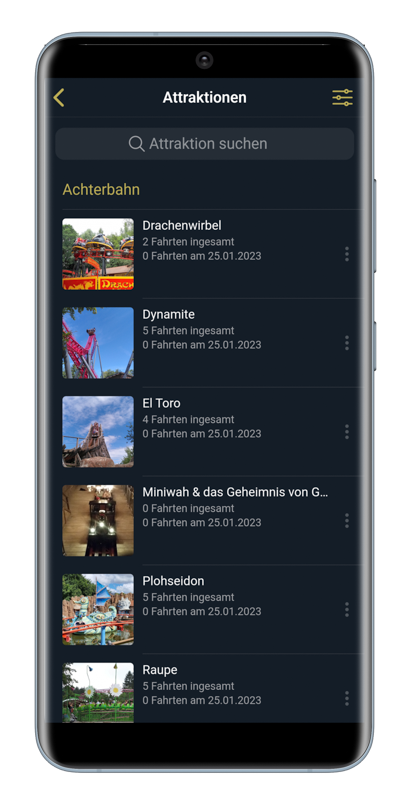 Attraktionen
Attraktion suchen
Achterbahn
Drachenwirbel
2 Fahrten ingesamt
0 Fahrten am 25.01.2023
DRACH
Dynamite
5 Fahrten ingesamt
0 Fahrten am 25.01.2023
El Toro
4 Fahrten ingesamt
0 Fahrten am 25.01.2023
Miniwah & das Geheimnis von G...
0 Fahrten ingesamt
0 Fahrten am 25.01.2023
Plohseidon
5 Fahrten ingesamt
0 Fahrten am 25.01.2023
Raupe
5 Fahrten ingesamt
0 Fahrten am 25.01.2023